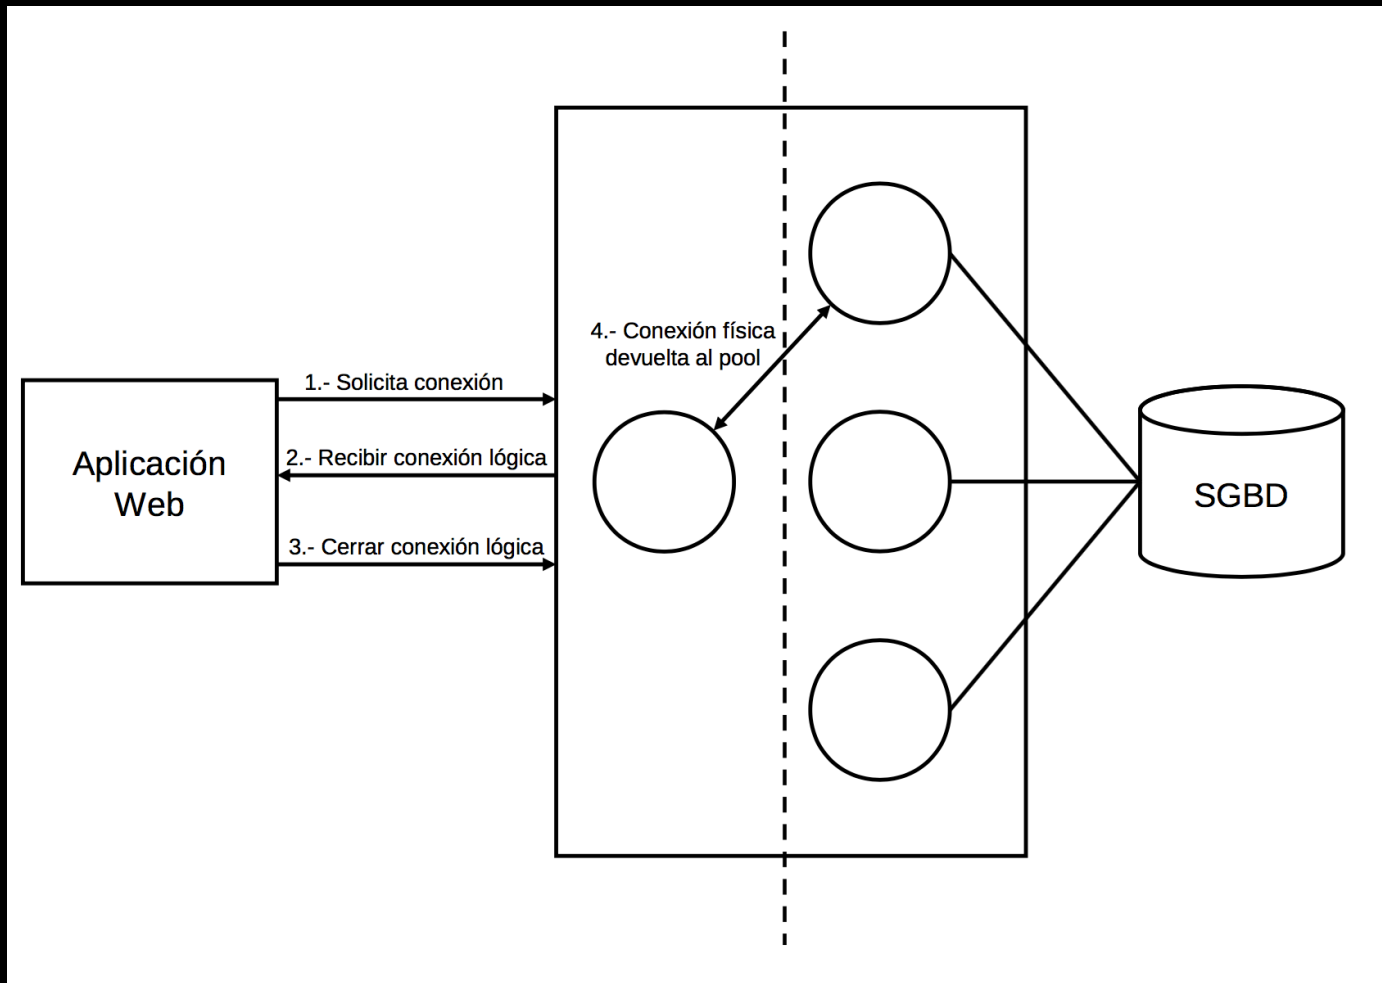 4.- Conexión física
devuelta al pool
1.- Solicita conexión
Aplicación
Web
2.- Recibir conexión lógica
3.- Cerrar conexión lógica
SGBD